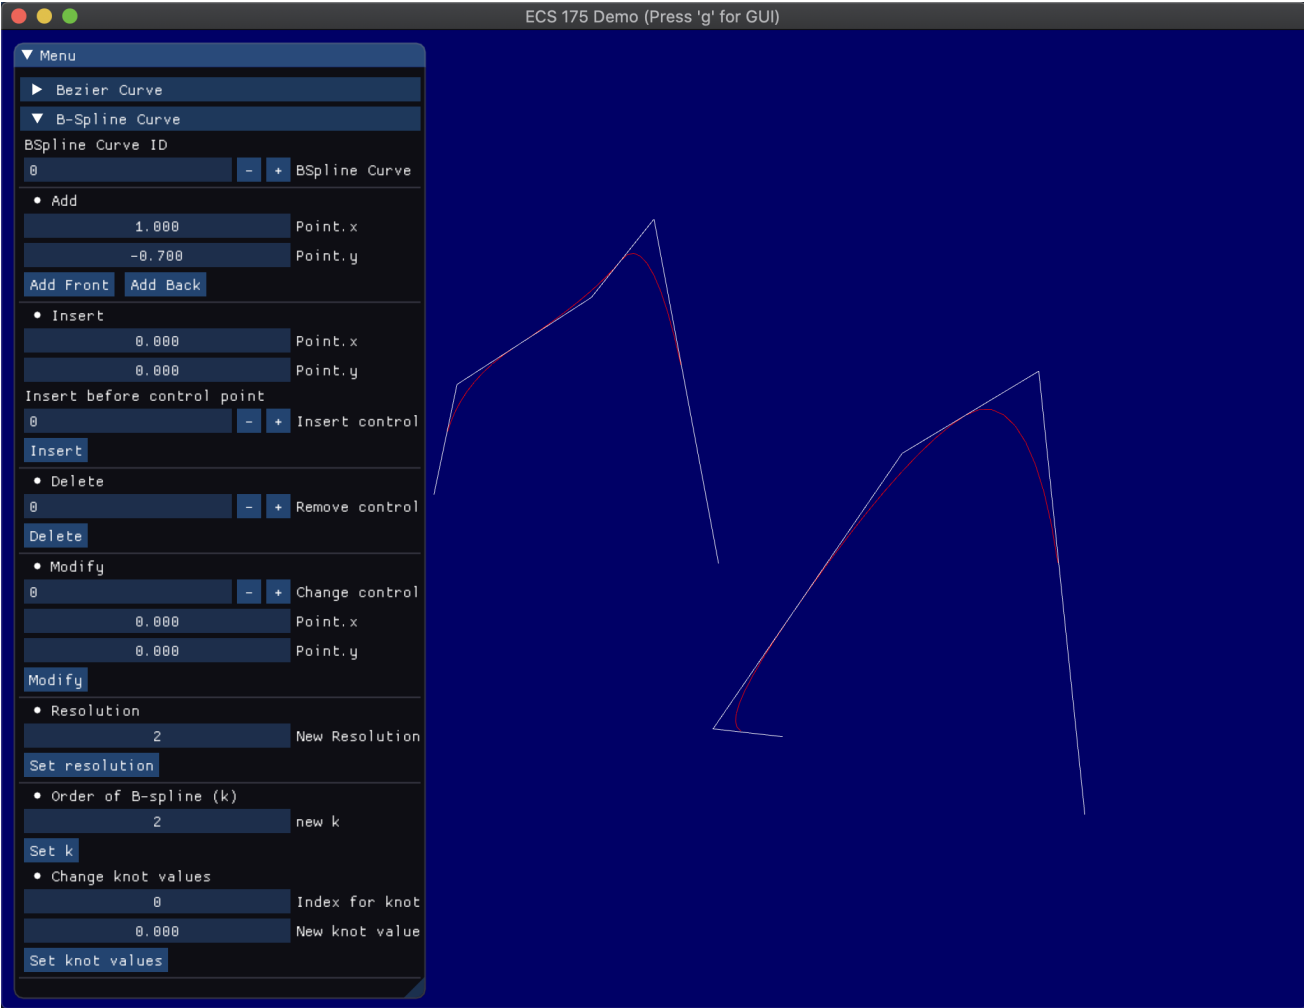 ECS 175 Demo (Press 'g' for GUI)
Menu
Bezier Curve
B-Spline Curve
BSpline Curve ID
0 - + BSpline Curve
Add
1.000 Point.x
-0.700 Point.y
Add Front Add Back
Insert
0.000 Point.x
0.000 Point.y
Insert before control point
0 - + Insert control
Insert
Delete
0 - + Remove control
Delete
Modify
0 - + Change control
0.000 Point.x
0.000 Point.y
Modify
Resolution
2 New Resolution
Set resolution
Order of B-spline (k)
2 new k
Set k
Change knot values
0 Index for knot
0.000 New knot value
Set knot values